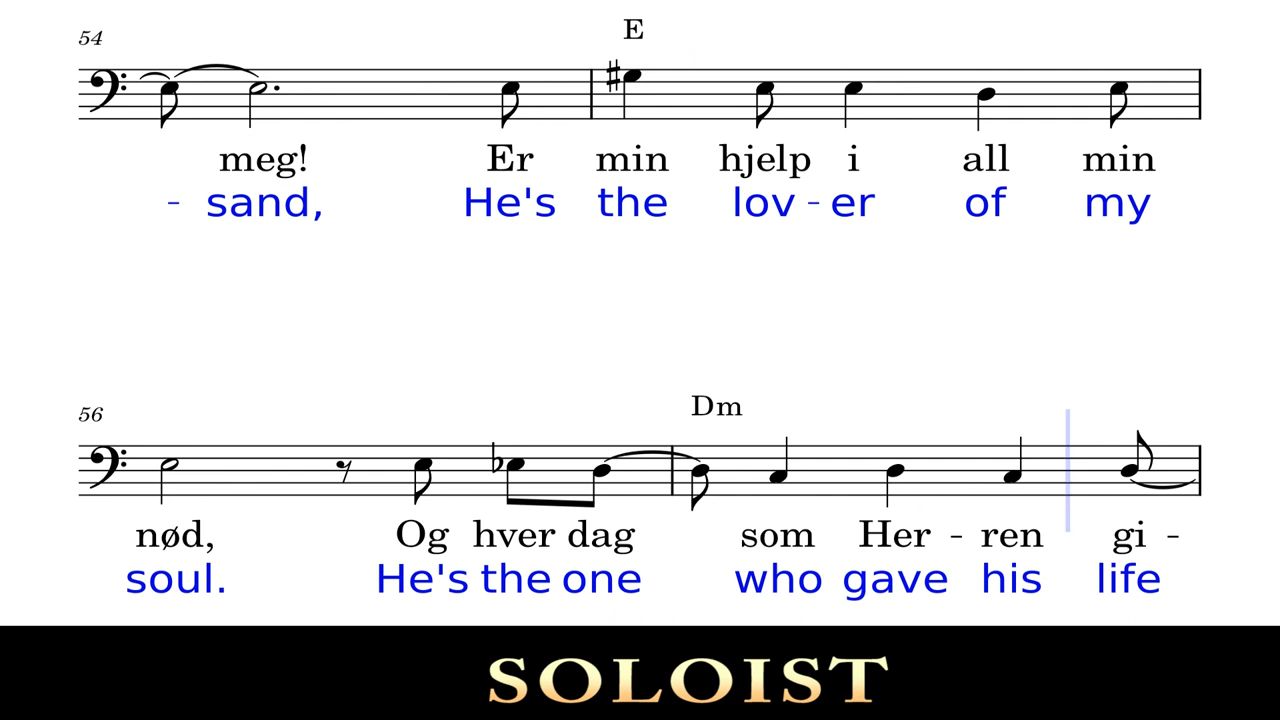 54
E
meg! Er min hjelp i all min
- sand, He's the lov - er of my
56
Dm
nød, Og hver dag som Her - ren gi -
soul. He's the one who gave his life
SOLOIST